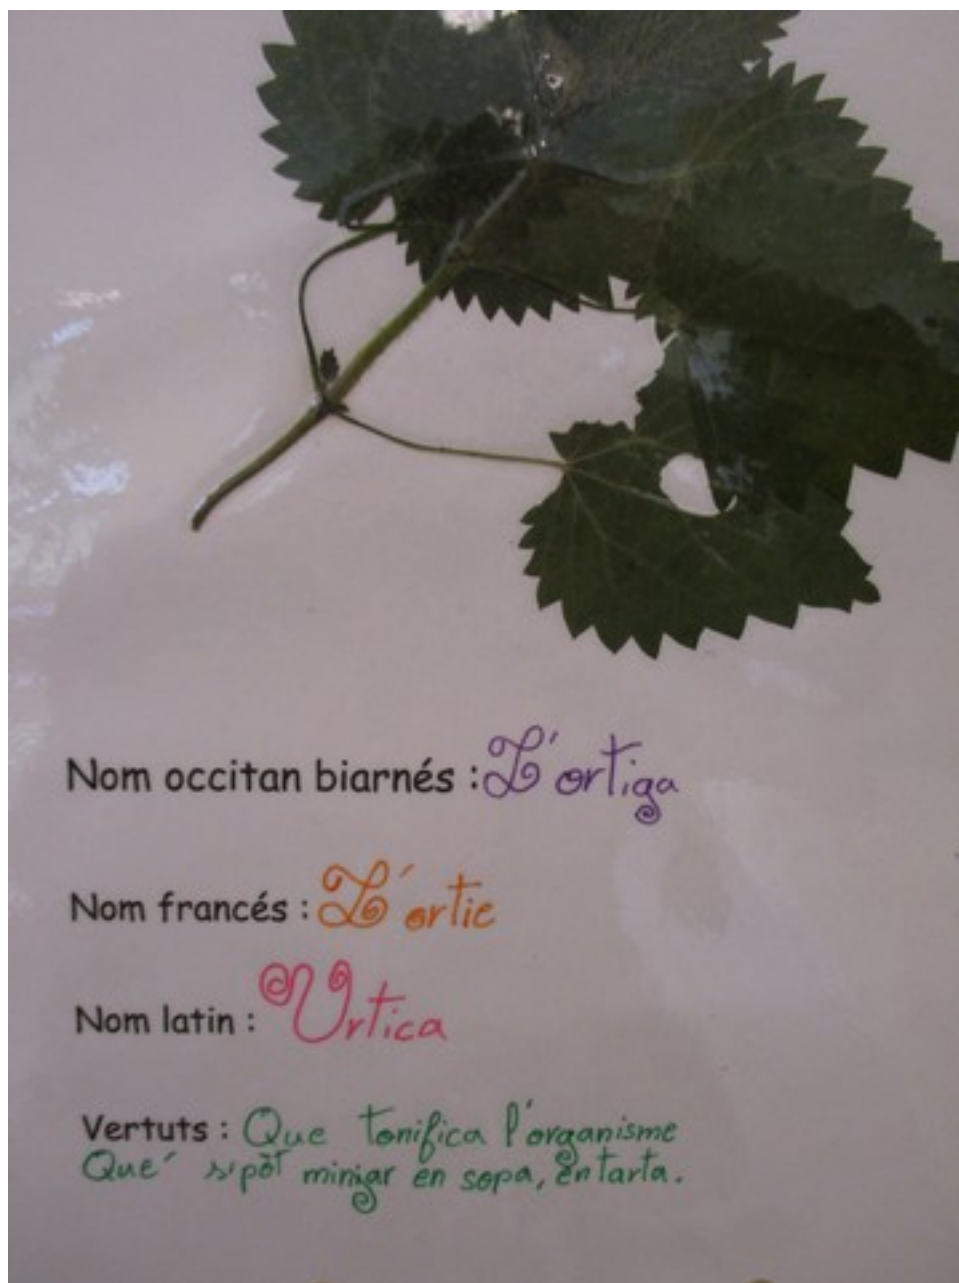 Nom occitan biarnés : L'ortiga
Nom francés : L'ortie
Nom latin : Urtica
Vertuts : Que tonifica l'organisme
Que' s'pòt minjar en sopa, en tarta.